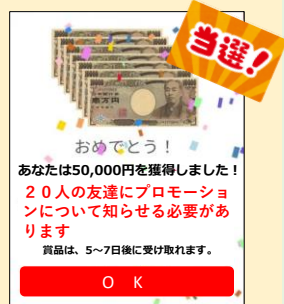 当選！
壱万円
おめでとう！
あなたは50,000円を獲得しました！
２０人の友達にプロモーショ
ンについて知らせる必要があ
ります
賞品は、5～7日後に受け取れます。
Ｏ Ｋ